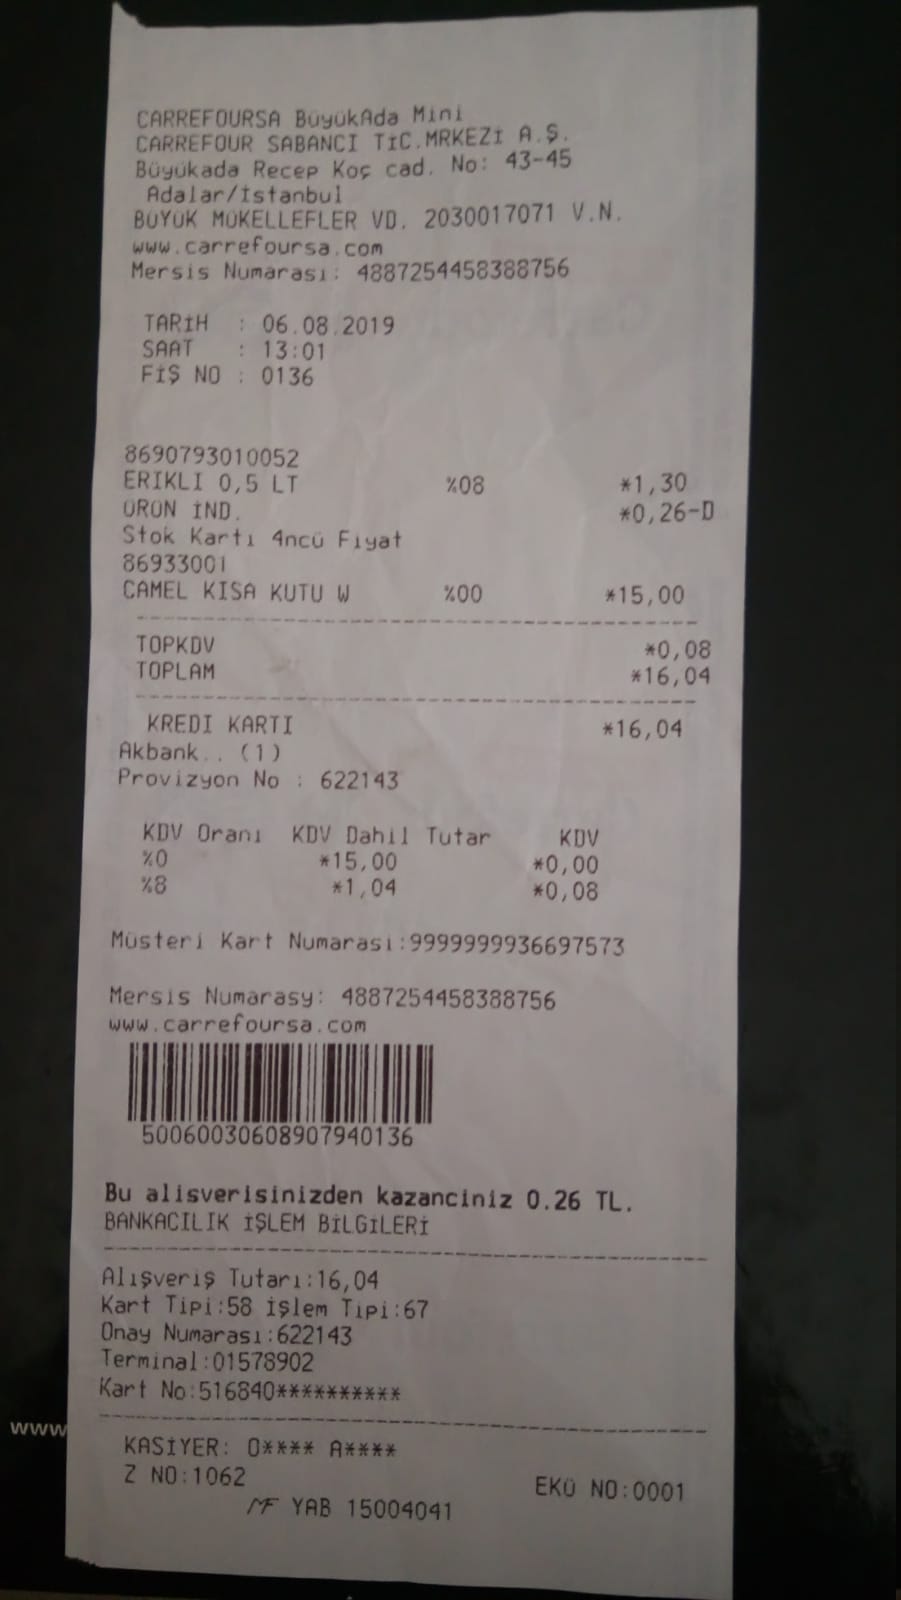 CARREFOURSA BüyükAda Mini
CARREFOUR SABANCI TİC.MRKEZİ A.Ş.
Büyükada Recep Koç cad. No: 43-45
Adalar/İstanbul
BÜYÜK MÜKELLEFLER VD. 2030017071 V.N.
www.carrefoursa.com
Mersis Numarası: 4887254458388756
TARİH : 06.08.2019
SAAT : 13:01
FİŞ NO : 0136
8690793010052
ERIKLI 0,5 LT %08 *1,30
ÜRÜN İND. *0,26-D
Stok Kartı 4ncü Fiyat
86933001
CAMEL KISA KUTU W %00 *15,00
TOPKDV *0,08
TOPLAM *16,04
KREDI KARTI *16,04
Akbank.. (1)
Provizyon No : 622143
KDV Oranı KDV Dahil Tutar KDV
%0 *15,00 *0,00
%8 *1,04 *0,08
Müsteri Kart Numarası:9999999936697573
Mersis Numarasy: 4887254458388756
www.carrefoursa.com
50060030608907940136
Bu alisverisinizden kazanciniz 0.26 TL.
BANKACILIK İŞLEM BİLGİLERİ
Alışveriş Tutarı:16,04
Kart Tipi:58 İşlem Tipi:67
Onay Numarası:622143
Terminal:01578902
Kart No:516840**********
www
KASİYER: O**** A****
Z NO:1062 EKÜ NO:0001
MF YAB 15004041